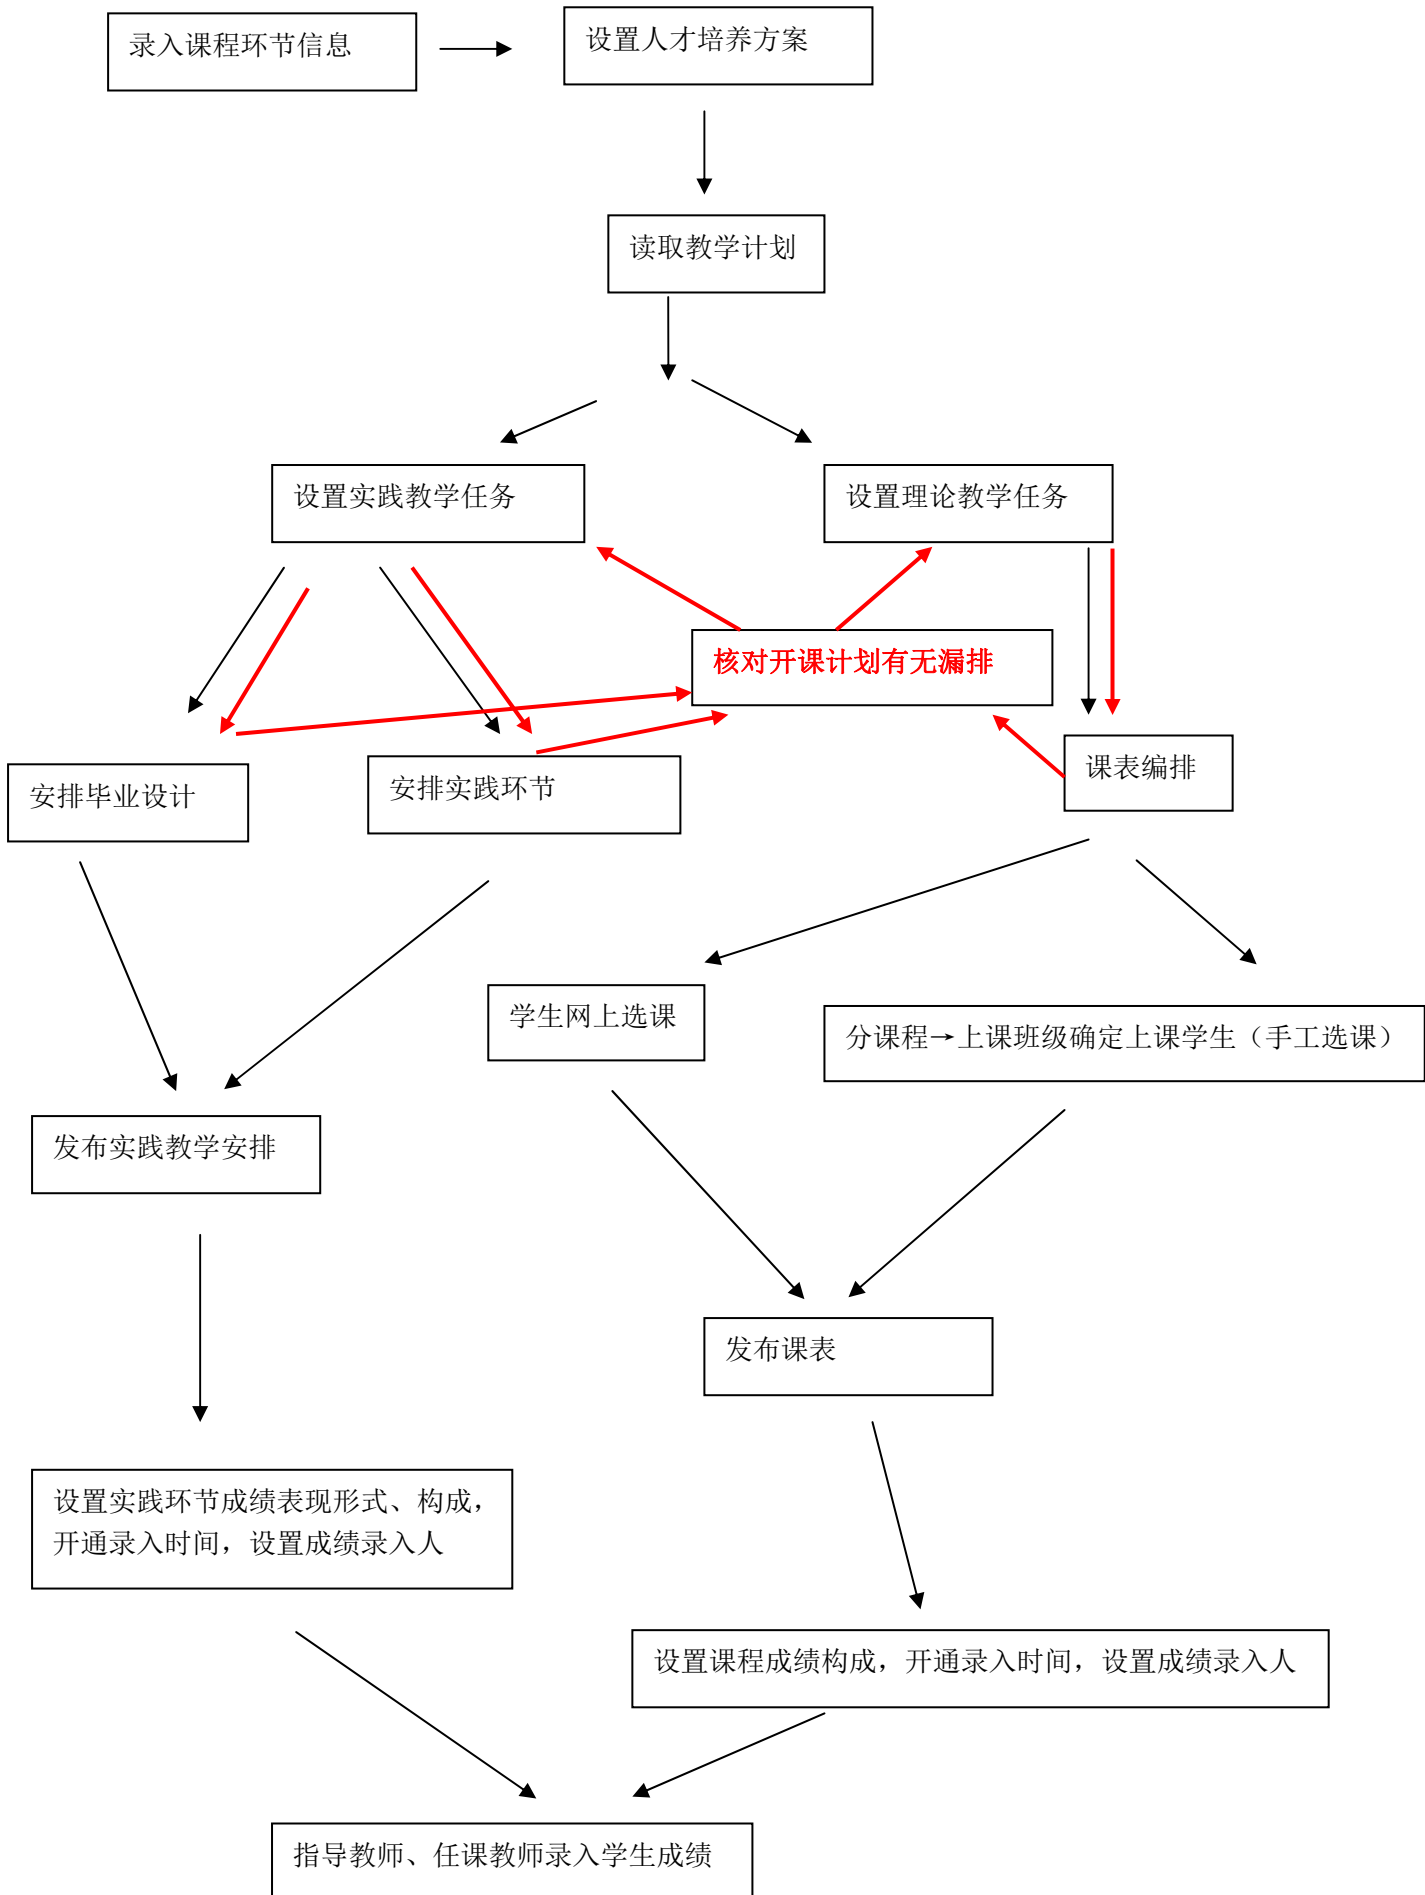 录入课程环节信息
设置人才培养方案
读取教学计划
设置实践教学任务
设置理论教学任务
核对开课计划有无漏排
安排毕业设计
安排实践环节
课表编排
学生网上选课
分课程→上课班级确定上课学生（手工选课）
发布实践教学安排
发布课表
设置实践环节成绩表现形式、构成，
开通录入时间，设置成绩录入人
设置课程成绩构成，开通录入时间，设置成绩录入人
指导教师、任课教师录入学生成绩